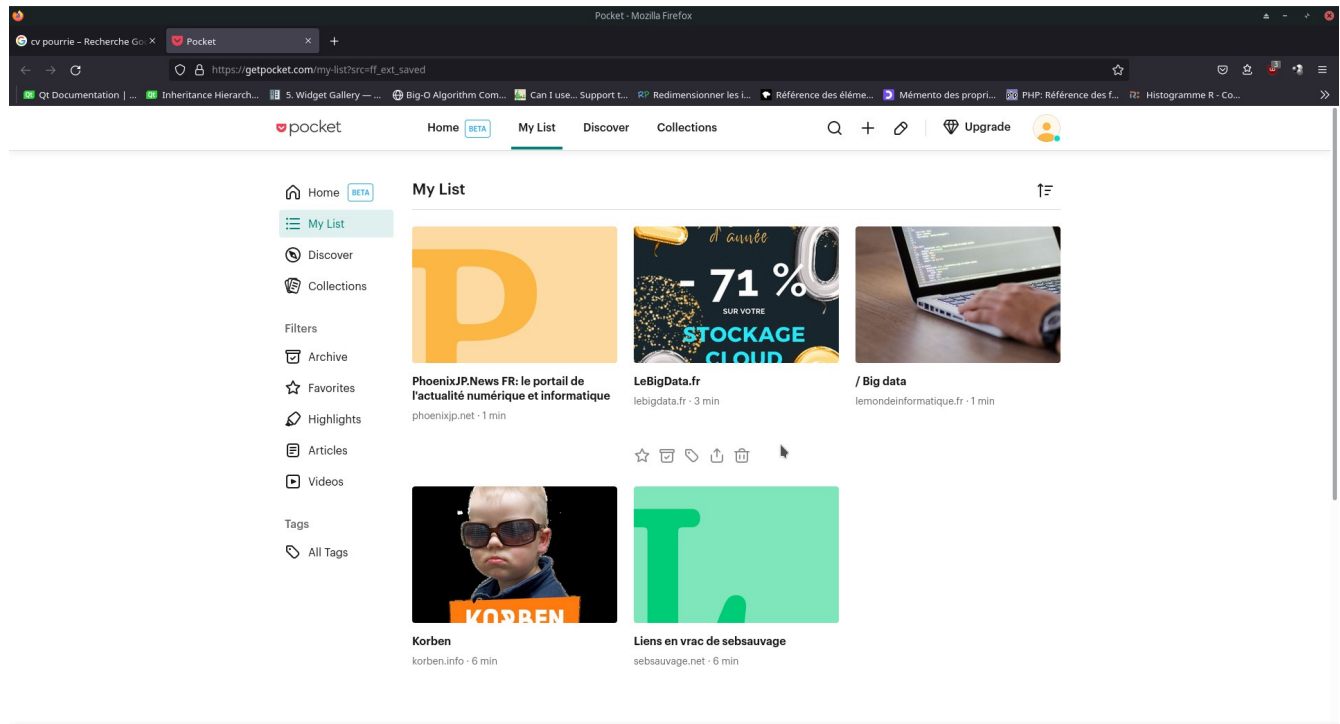 Pocket - Mozilla Firefox
cv pourrie – Recherche Go
Pocket
https://getpocket.com/my-list?src=ff_ext_saved
Qt Documentation | ...
Inheritance Hierarch...
5. Widget Gallery — ...
Big-O Algorithm Com...
Can I use... Support t...
Redimensionner les i...
Référence des éléme...
Mémento des propri...
PHP: Référence des f...
Histogramme R - Co...
pocket
Home BETA
My List
Discover
Collections
Upgrade
Home BETA
My List
Discover
Collections
Filters
Archive
Favorites
Highlights
Articles
Videos
Tags
All Tags
My List
P
PhoenixJP.News FR: le portail de
l'actualité numérique et informatique
phoenixjp.net · 1 min
d'année
- 71 %
SUR VOTRE
STOCKAGE
CLOUD
LeBigData.fr
lebigdata.fr · 3 min
/ Big data
lemondeinformatique.fr · 1 min
KORBEN
Korben
korben.info · 6 min
L
Liens en vrac de sebsauvage
sebsauvage.net · 6 min